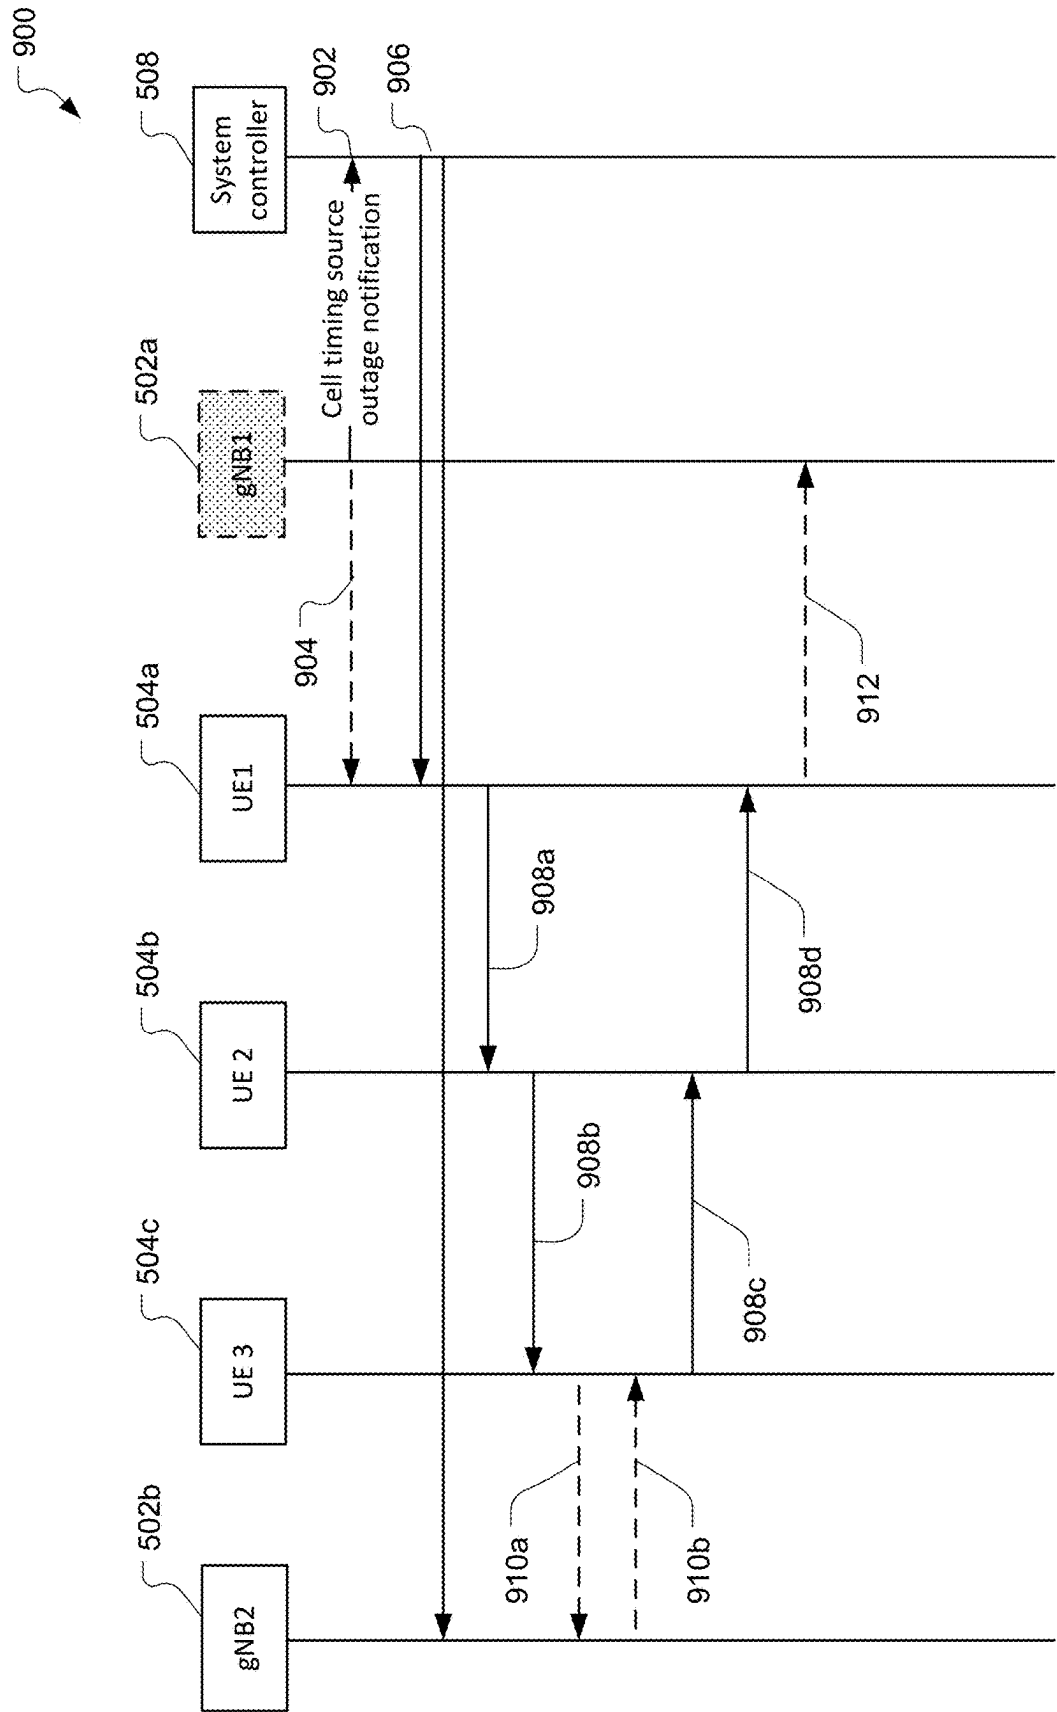 900
502b
504c
504b
504a
502a
508
gNB2
UE 3
UE 2
UE1
gNB1
System
controller
902
Cell timing source
outage notification
904
906
908a
908b
910a
910b
908c
908d
912